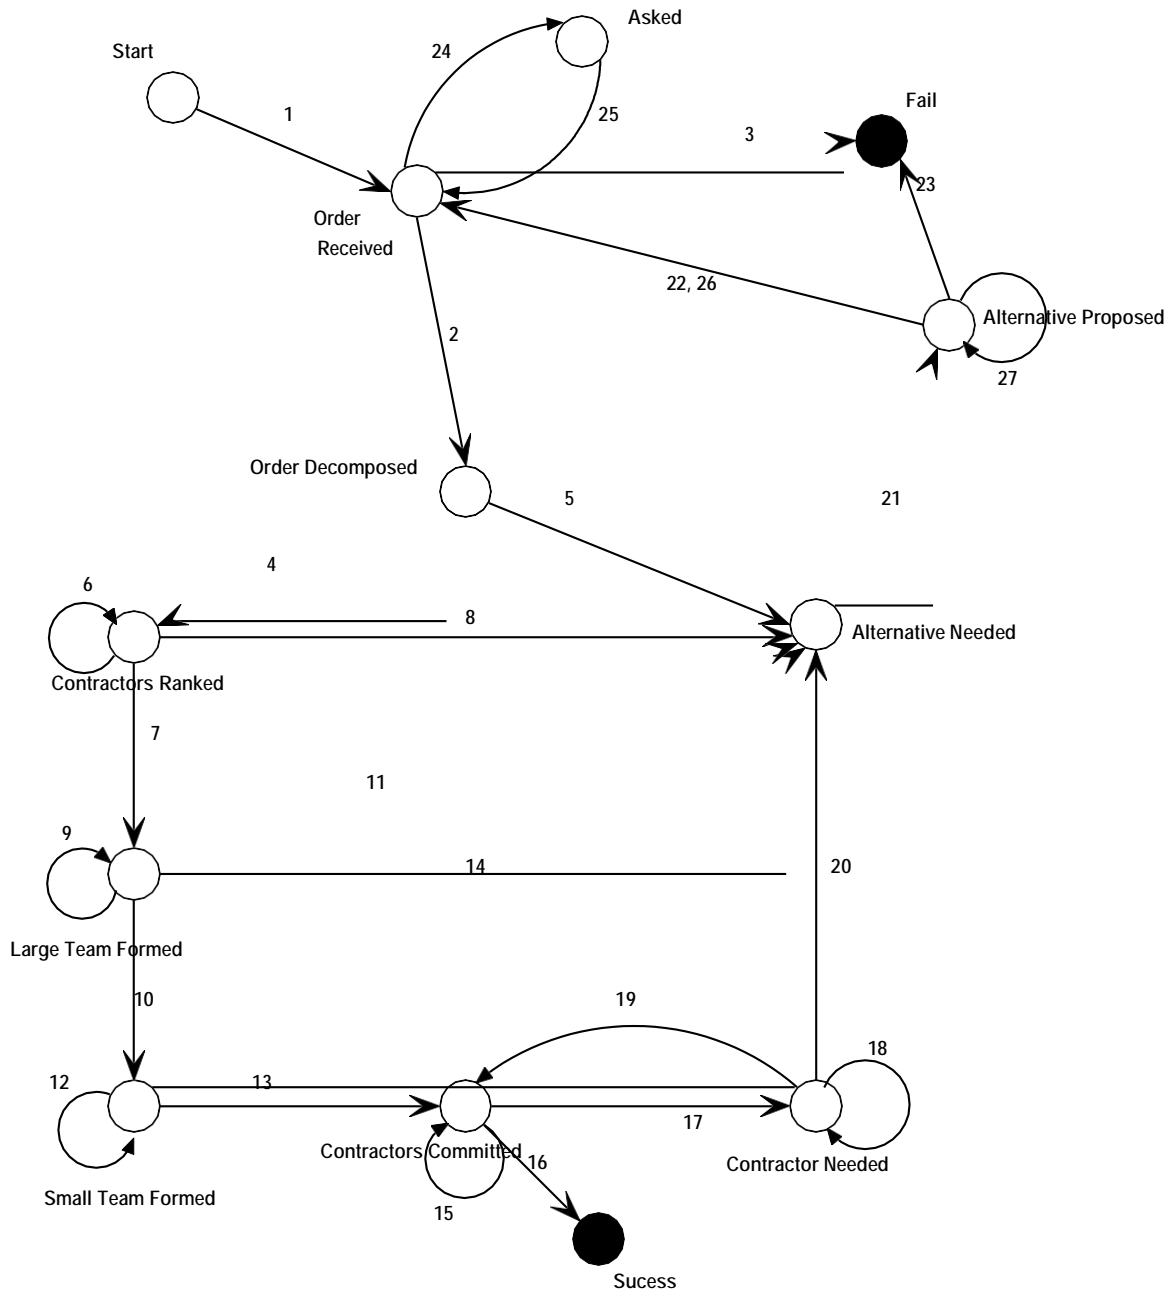 Asked
Start
24
Fail
1
25
3
23
Order
Received
22, 26
Alternative Proposed
2
27
Order Decomposed
5
21
4
6
8
Alternative Needed
Contractors Ranked
7
11
9
14
20
Large Team Formed
10
19
18
12
13
17
Contractors Committed
16
Contractor Needed
Small Team Formed
15
Sucess